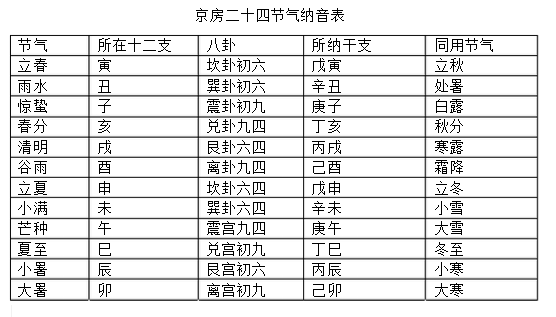 京房二十四节气纳音表
节气 所在十二支 八卦 所纳干支 同用节气
立春 寅 坎卦初六 戊寅 立秋
雨水 丑 巽卦初六 辛丑 处署
惊蛰 子 震卦初九 庚子 白露
春分 亥 兑卦九四 丁亥 秋分
清明 戌 艮卦六四 丙戌 寒露
谷雨 酉 离卦九四 己酉 霜降
立夏 申 坎卦六四 戊申 立冬
小满 未 巽卦六四 辛未 小雪
芒种 午 震宫九四 庚午 大雪
夏至 巳 兑宫初九 丁巳 冬至
小暑 辰 艮宫初六 丙辰 小寒
大暑 卯 离宫初九 己卯 大寒